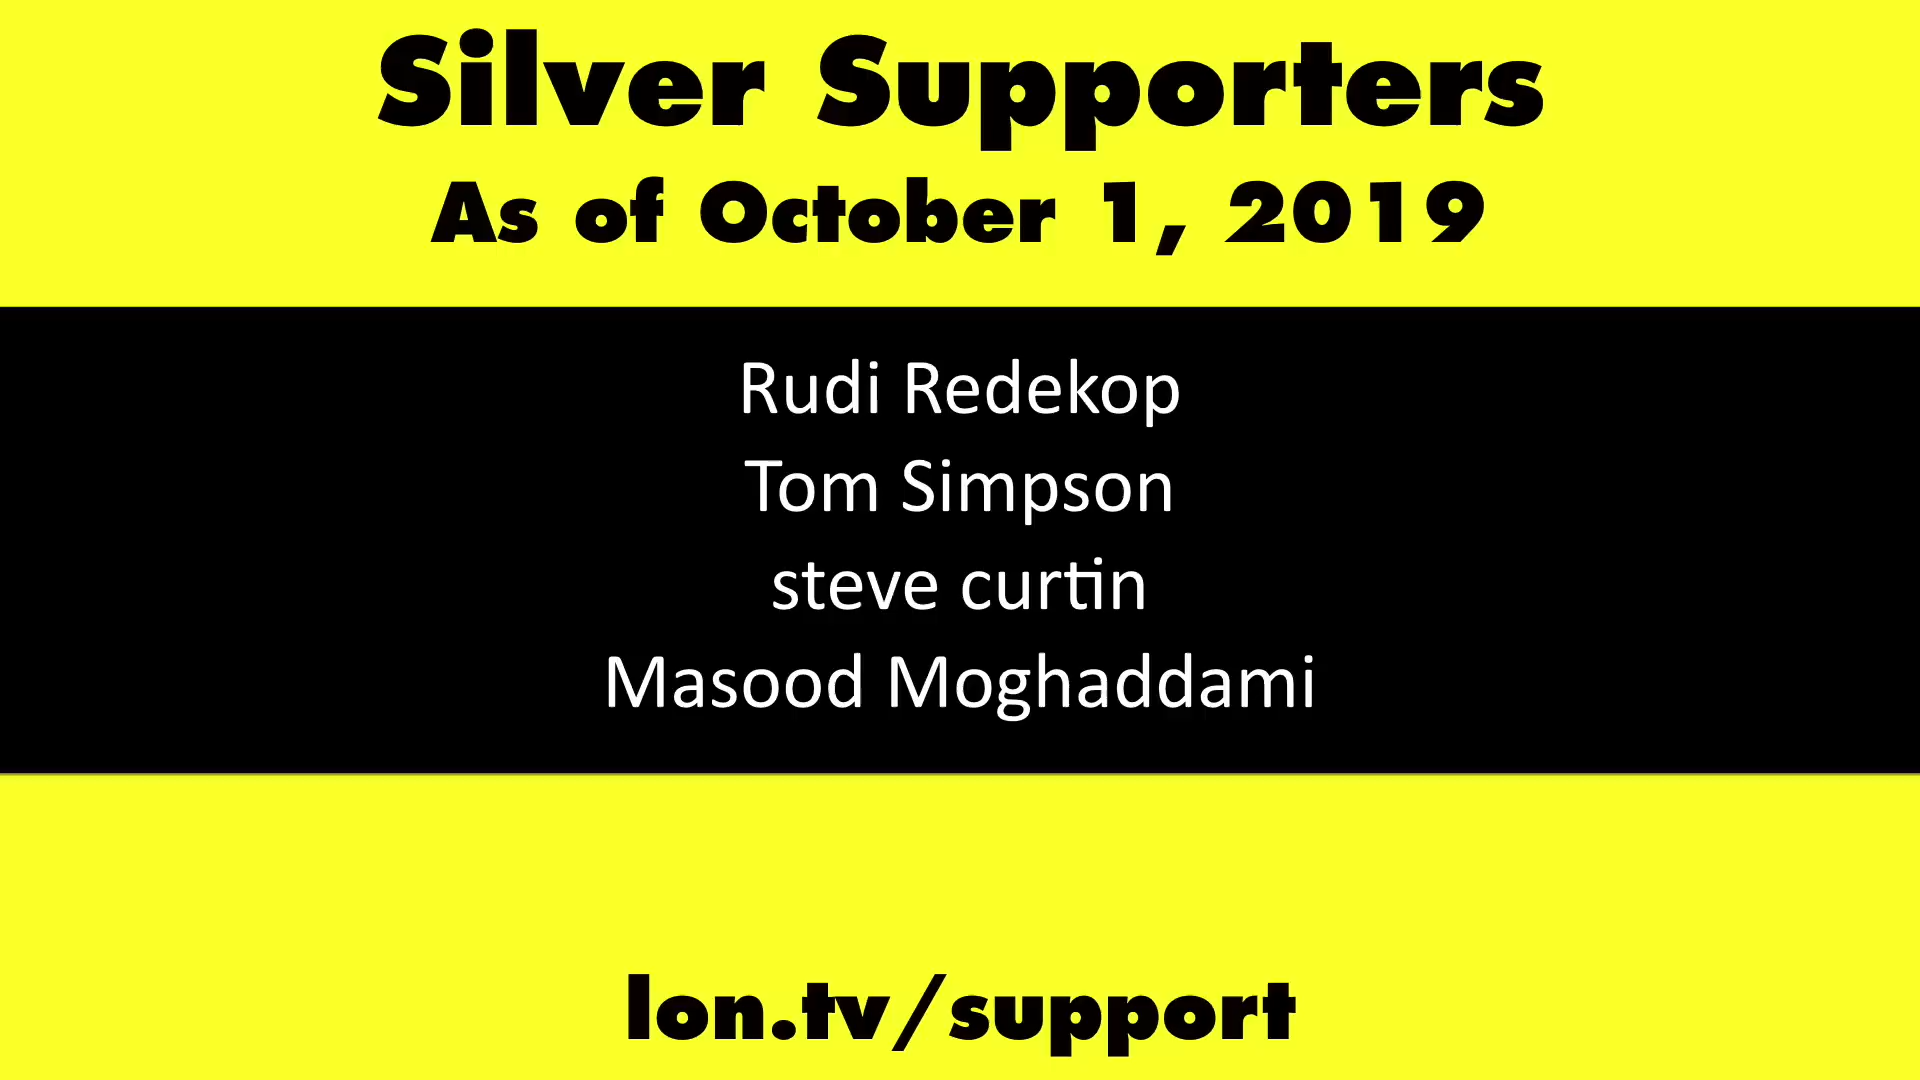 Silver Supporters
As of October 1, 2019
Rudi Redekop
Tom Simpson
steve curtin
Masood Moghaddami
lon.tv/support